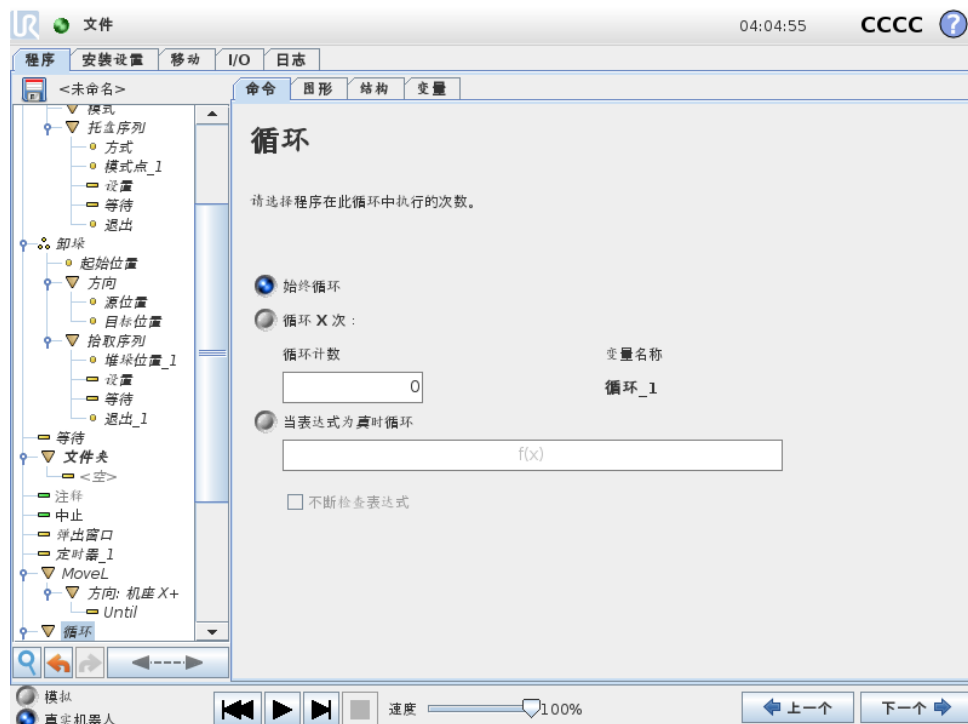 UR 文件 04:04:55 CCCC ?
程序 安装设置 移动 I/O 日志
<未命名>
命令 图形 结构 变量
模式
托盘序列
方式
模式点_1
设置
等待
退出
卸垛
起始位置
方向
源位置
目标位置
拾取序列
堆垛位置_1
设置
等待
退出_1
等待
文件夹
<空>
注释
中止
弹出窗口
定时器_1
MoveL
方向: 机座 X+
Until
循环
循环
请选择程序在此循环中执行的次数。
始终循环
循环 X 次：
循环计数 变量名称
0 循环_1
当表达式为真时循环
f(x)
不断检查表达式
模拟
真实机器人
速度 100%
上一个 下一个